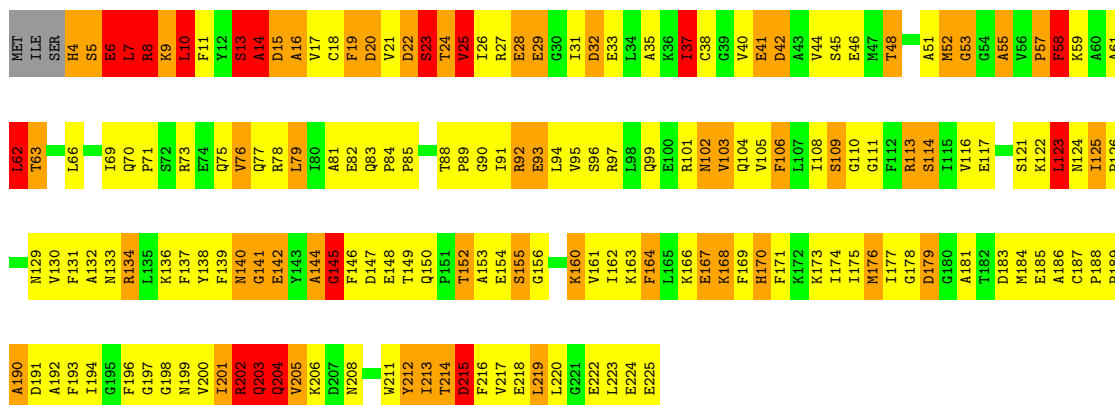 MET ILE SER H4 S5 E6 L7 R8 K9 L10 F11 Y12 S13 A14 D15 A16 V17 C18 F19 D20 V21 D22 S23 T24 V25 I26 R27 E28 E29 G30 I31 D32 E33 L34 A35 K36 I37 C38 G39 V40 E41 D42 A43 V44 S45 E46 M47 T48 A51 M52 G53 G54 A55 V56 P57 F58 K59 A60 A61
L62 T63 L66 I69 Q70 P71 S72 R73 E74 Q75 V76 Q77 R78 L79 I80 A81 E82 Q83 P84 P85 T88 P89 G90 I91 R92 E93 L94 V95 S96 R97 L98 Q99 E100 R101 N102 V103 Q104 V105 F106 L107 I108 S109 G110 G111 F112 R113 S114 I115 V116 E117 S121 K122 L123 N124 I125 P126
N129 V130 F131 A132 N133 R134 L135 K136 F137 Y138 F139 N140 G141 E142 Y143 A144 G145 F146 D147 E148 T149 Q150 P151 T152 A153 E154 S155 G156 K160 V161 I162 K163 F164 L165 K166 E167 K168 F169 H170 F171 K172 K173 I174 I175 M176 I177 G178 D179 G180 A181 T182 D183 M184 E185 A186 C187 P188 P189
A190 D191 A192 F193 I194 G195 F196 G197 G198 N199 V200 I201 R202 Q203 Q204 V205 K206 D207 N208 W211 Y212 I213 T214 D215 F216 V217 E218 L219 L220 G221 E222 L223 E224 E225